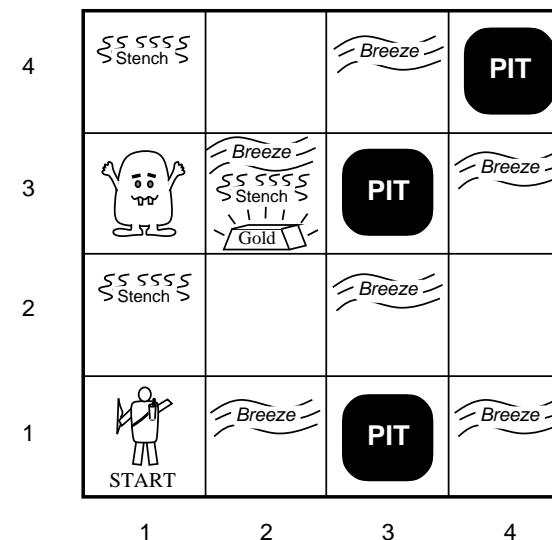 4
Stench
Breeze
PIT
3
Breeze
Stench
Gold
PIT
Breeze
2
Stench
Breeze
1
START
Breeze
PIT
Breeze
1 2 3 4